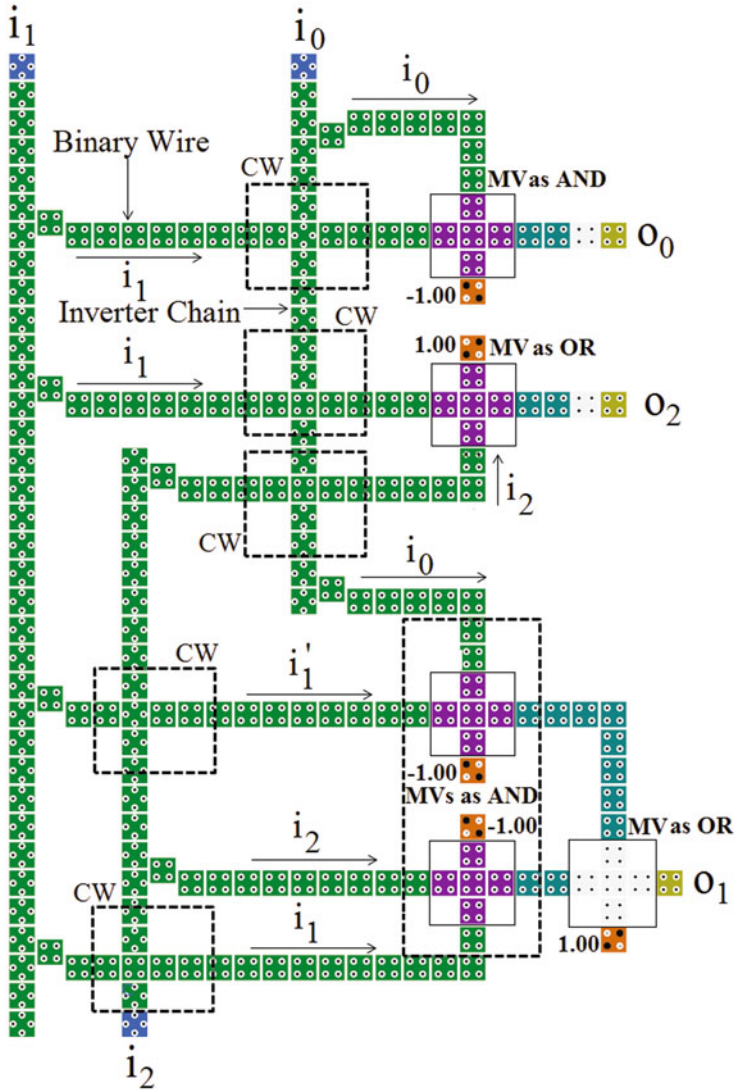 i₁ i₀
i₀
Binary Wire
CW
MV as AND
i₁
o₀
-1.00
Inverter Chain
CW
1.00
MV as OR
i₁
o₂
CW
i₂
i₀
CW
i₁'
-1.00
MVs as AND
-1.00
MV as OR
i₂
CW
o₁
i₁
1.00
i₂